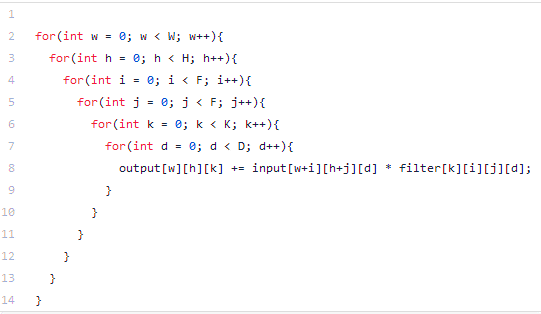 1
2 for(int w = 0; w < W; w++){
3   for(int h = 0; h < H; h++){
4     for(int i = 0; i < F; i++){
5       for(int j = 0; j < F; j++){
6         for(int k = 0; k < K; k++){
7           for(int d = 0; d < D; d++){
8             output[w][h][k] += input[w+i][h+j][d] * filter[k][i][j][d];
9           }
10         }
11       }
12     }
13   }
14 }